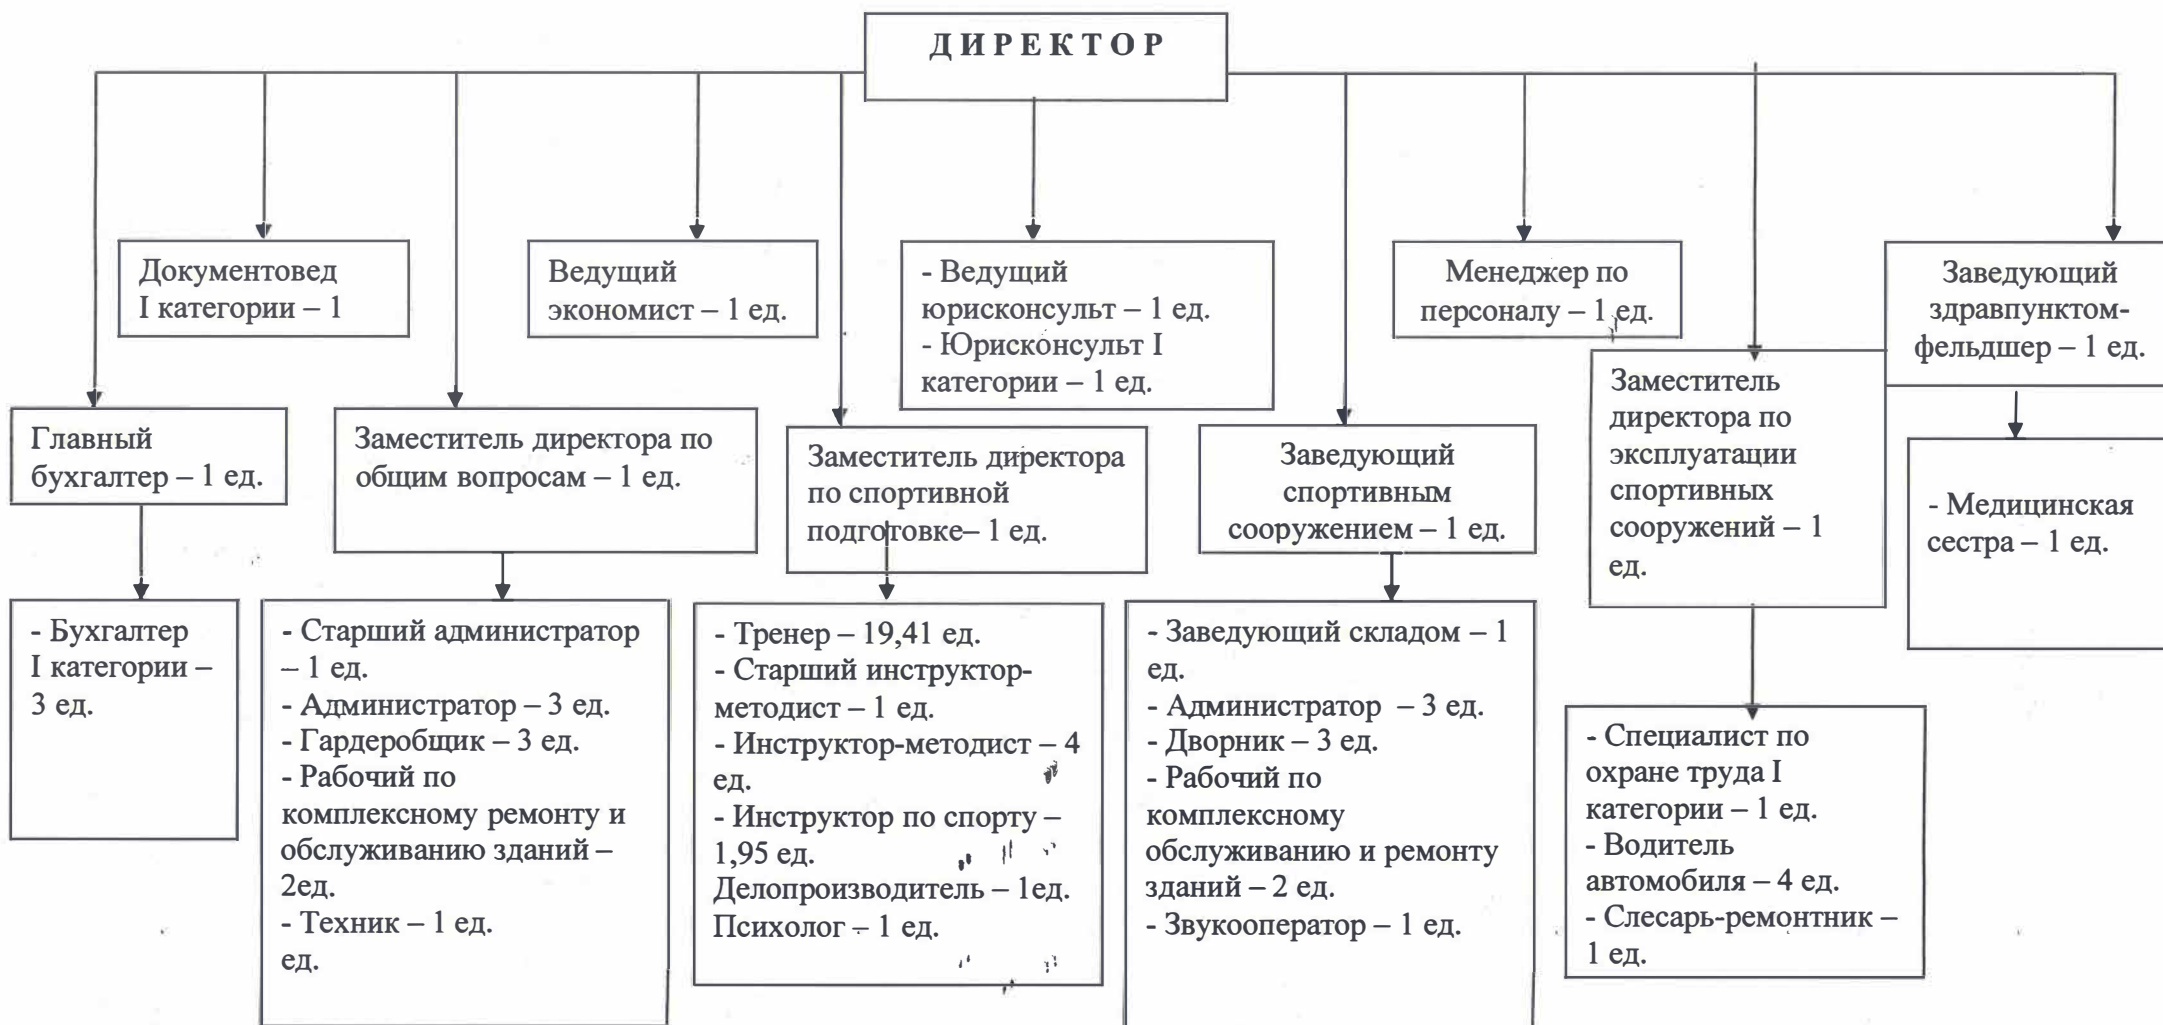 ДИРЕКТОР
Документовед
I категории – 1
Ведущий
экономист – 1 ед.
- Ведущий
юрисконсульт – 1 ед.
- Юрисконсульт I
категории – 1 ед.
Менеджер по
персоналу – 1 ед.
Заведующий
здравпунктом-
фельдшер – 1 ед.
Главный
бухгалтер – 1 ед.
Заместитель директора по
общим вопросам – 1 ед.
Заместитель директора
по спортивной
подготовке– 1 ед.
Заведующий
спортивным
сооружением – 1 ед.
Заместитель
директора по
эксплуатации
спортивных
сооружений – 1
ед.
- Медицинская
сестра – 1 ед.
- Бухгалтер
I категории –
3 ед.
- Старший администратор
– 1 ед.
- Администратор – 3 ед.
- Гардеробщик – 3 ед.
- Рабочий по
комплексному ремонту и
обслуживанию зданий –
2ед.
- Техник – 1 ед.
ед.
- Тренер – 19,41 ед.
- Старший инструктор-
методист – 1 ед.
- Инструктор-методист – 4
ед.
- Инструктор по спорту –
1,95 ед.
Делопроизводитель – 1ед.
Психолог – 1 ед.
- Заведующий складом – 1
ед.
- Администратор – 3 ед.
- Дворник – 3 ед.
- Рабочий по
комплексному
обслуживанию и ремонту
зданий – 2 ед.
- Звукооператор – 1 ед.
- Специалист по
охране труда I
категории – 1 ед.
- Водитель
автомобиля – 4 ед.
- Слесарь-ремонтник –
1 ед.